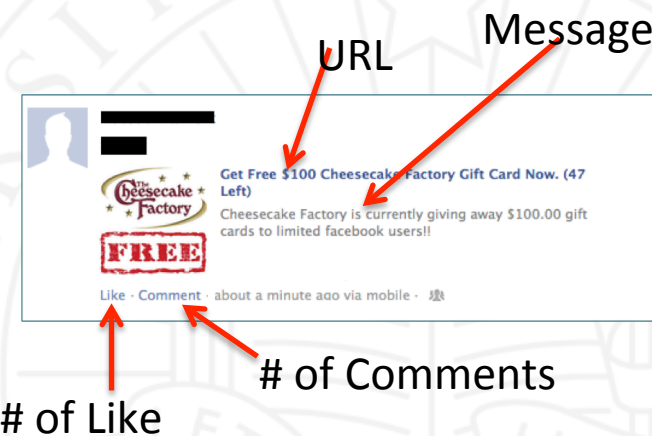 Message
URL
Get Free $100 Cheesecake Factory Gift Card Now. (47
Left)
The
Cheesecake
Factory
Cheesecake Factory is currently giving away $100.00 gift
cards to limited facebook users!!
FREE
Like · Comment · about a minute ago via mobile ·
# of Comments
# of Like